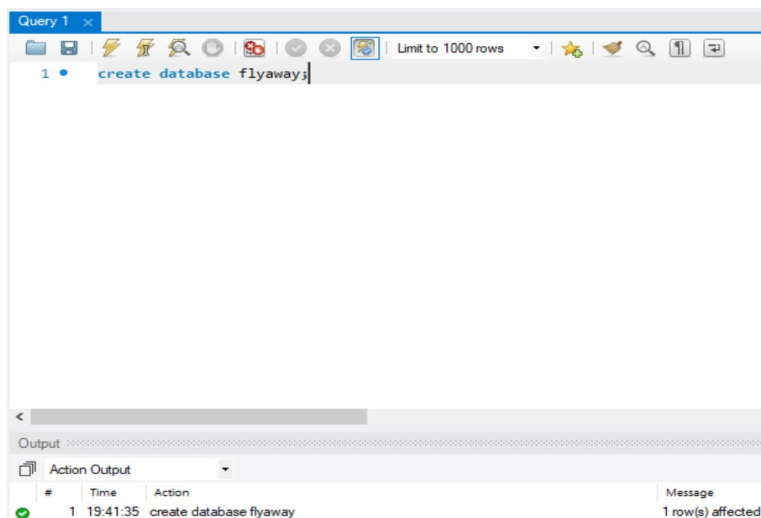 Query 1
Limit to 1000 rows
1 create database flyaway;
Output
Action Output
# Time Action Message
1 19:41:35 create database flyaway 1 row(s) affected